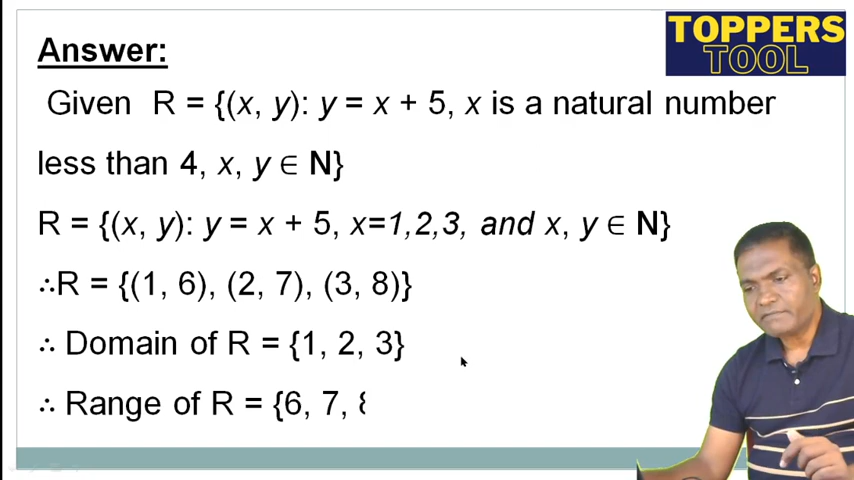 TOPPERS
TOOL
Answer:
Given R = {(x, y): y = x + 5, x is a natural number
less than 4, x, y ∈ N}
R = {(x, y): y = x + 5, x=1,2,3, and x, y ∈ N}
∴R = {(1, 6), (2, 7), (3, 8)}
∴ Domain of R = {1, 2, 3}
∴ Range of R = {6, 7,